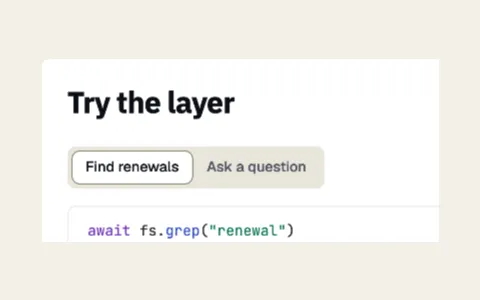 Try the layer
Find renewals Ask a question
await fs.grep("renewal")